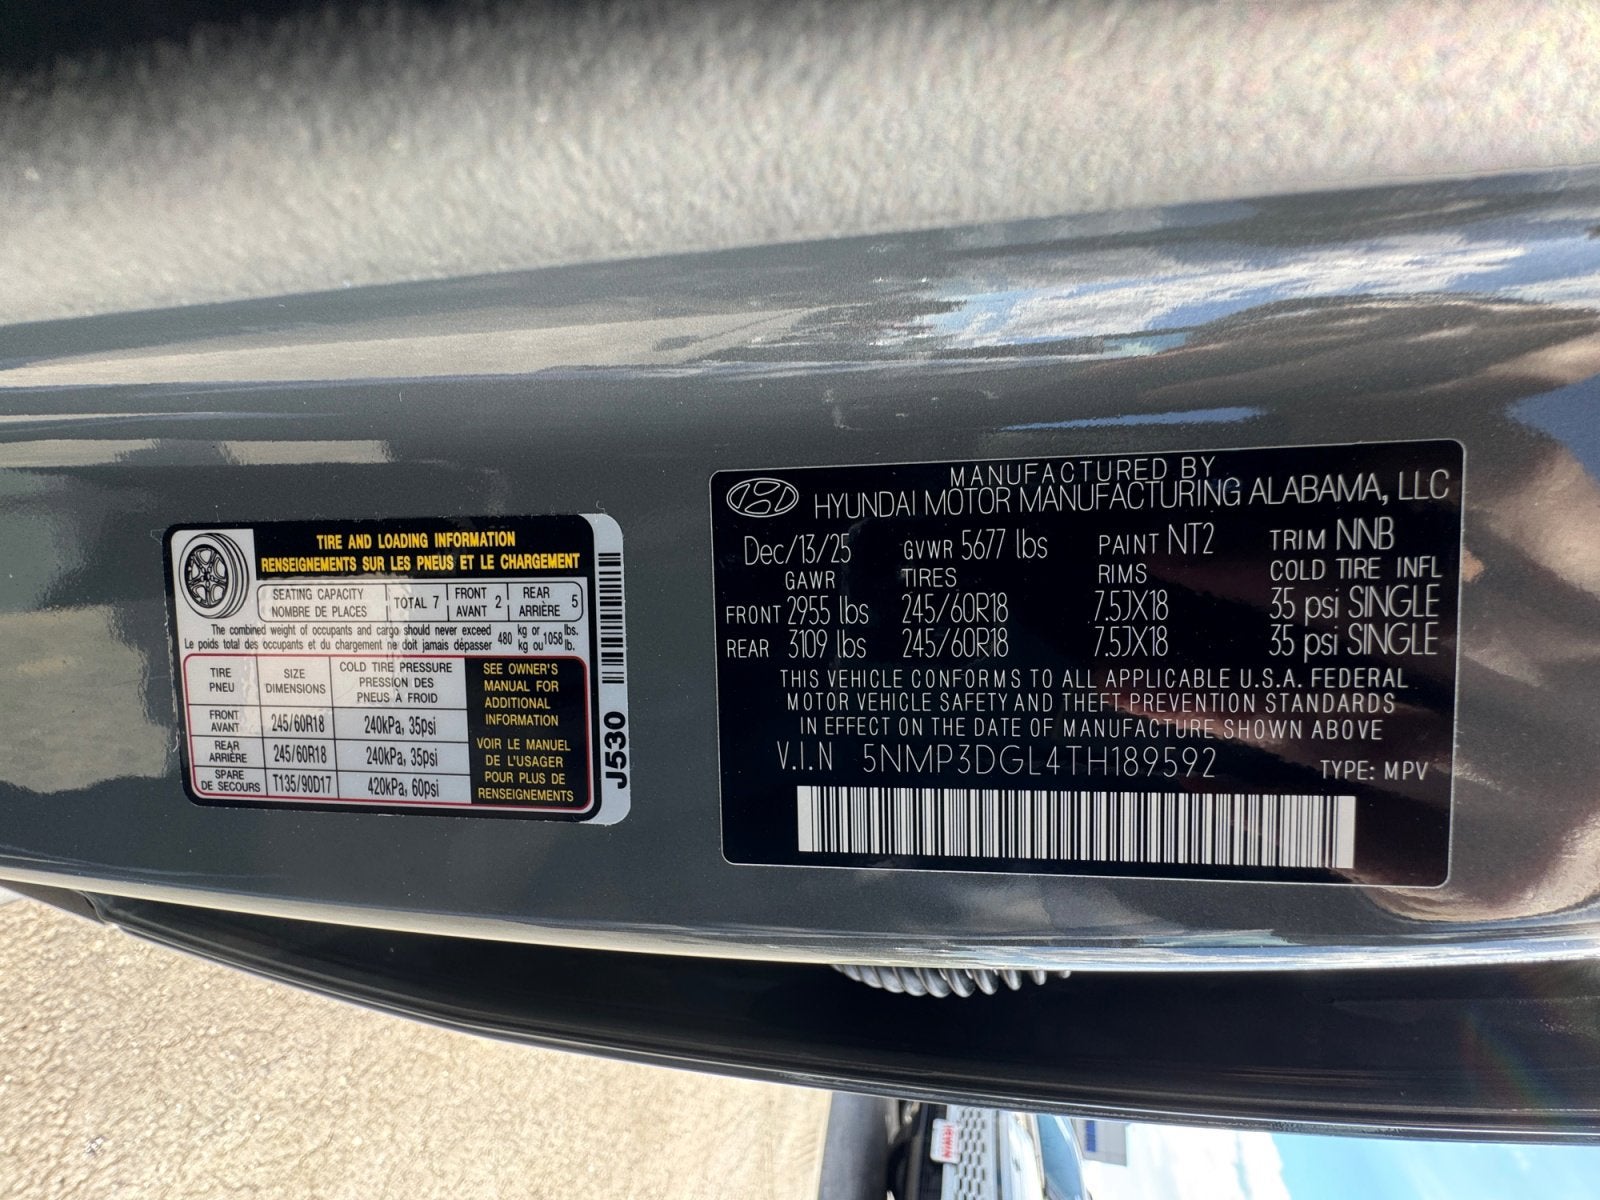 TIRE AND LOADING INFORMATION
RENSEIGNEMENTS SUR LES PNEUS ET LE CHARGEMENT
SEATING CAPACITY
NOMBRE DE PLACES
TOTAL 7
FRONT
AVANT 2
REAR
ARRIÈRE 5
The combined weight of occupants and cargo should never exceed 480 kg or 1058 lbs.
Le poids total des occupants et du chargement ne doit jamais dépasser kg ou lb.
TIRE
PNEU
SIZE
DIMENSIONS
COLD TIRE PRESSURE
PRESSION DES
PNEUS À FROID
FRONT
AVANT
245/60R18
240kPa, 35psi
REAR
ARRIÈRE
245/60R18
240kPa, 35psi
SPARE
DE SECOURS
T135/90D17
420kPa, 60psi
SEE OWNER'S
MANUAL FOR
ADDITIONAL
INFORMATION
VOIR LE MANUEL
DE L'USAGER
POUR PLUS DE
RENSEIGNEMENTS
J530
MANUFACTURED BY
HYUNDAI MOTOR MANUFACTURING ALABAMA, LLC
Dec/13/25 GVWR 5677 lbs PAINT NT2 TRIM NNB
GAWR TIRES RIMS COLD TIRE INFL
FRONT 2955 lbs 245/60R18 7.5JX18 35 psi SINGLE
REAR 3109 lbs 245/60R18 7.5JX18 35 psi SINGLE
THIS VEHICLE CONFORMS TO ALL APPLICABLE U.S.A. FEDERAL
MOTOR VEHICLE SAFETY AND THEFT PREVENTION STANDARDS
IN EFFECT ON THE DATE OF MANUFACTURE SHOWN ABOVE
V.I.N 5NMP3DGL4TH189592 TYPE: MPV